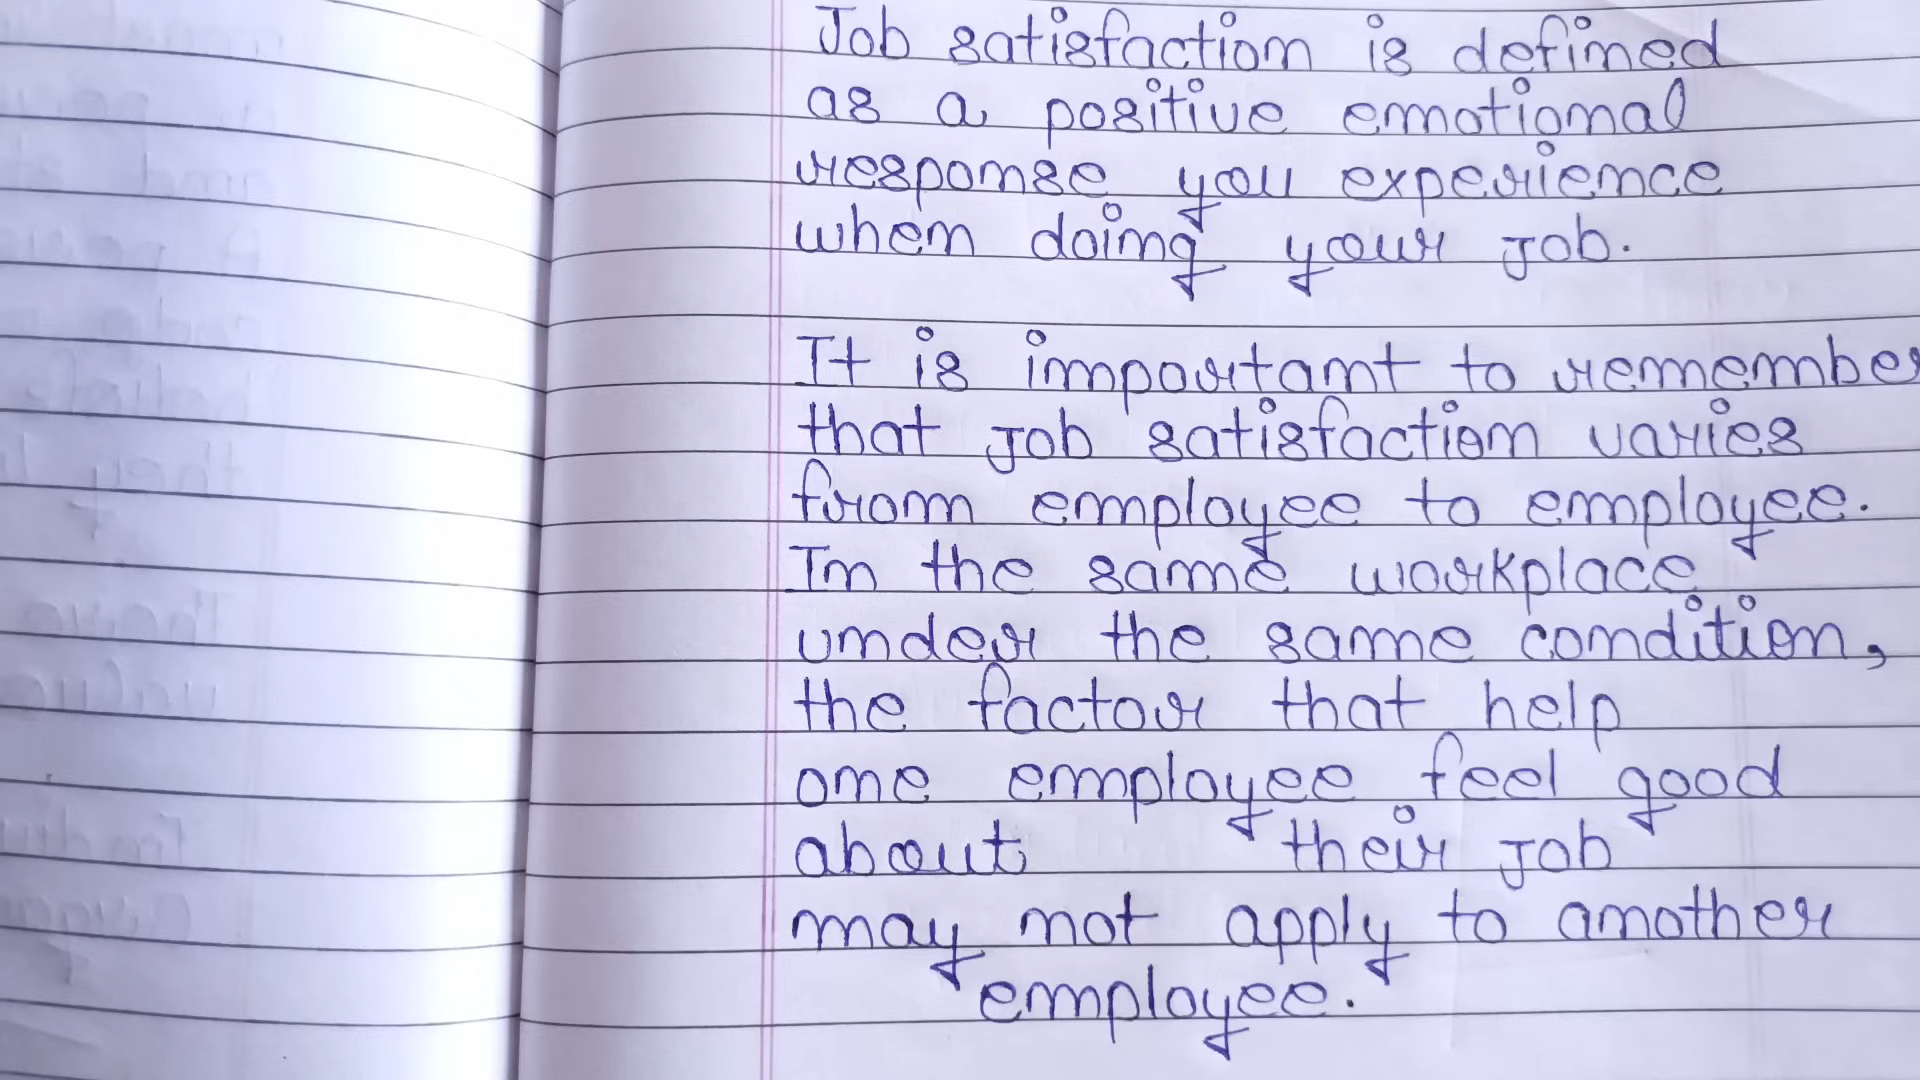 Job satisfaction is defined
as a positive emotional
response you experience
when doing your job.
It is important to remember
that job satisfaction varies
from employee to employee.
In the same workplace
under the same condition,
the factor that help
one employee feel good
about their job
may not apply to another
employee.